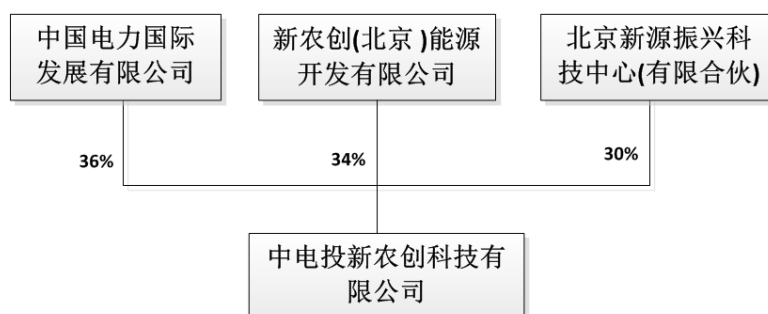 中国电力国际
发展有限公司
新农创(北京)能源
开发有限公司
北京新源振兴科
技中心(有限合伙)
36%
34%
30%
中电投新农创科技有
限公司